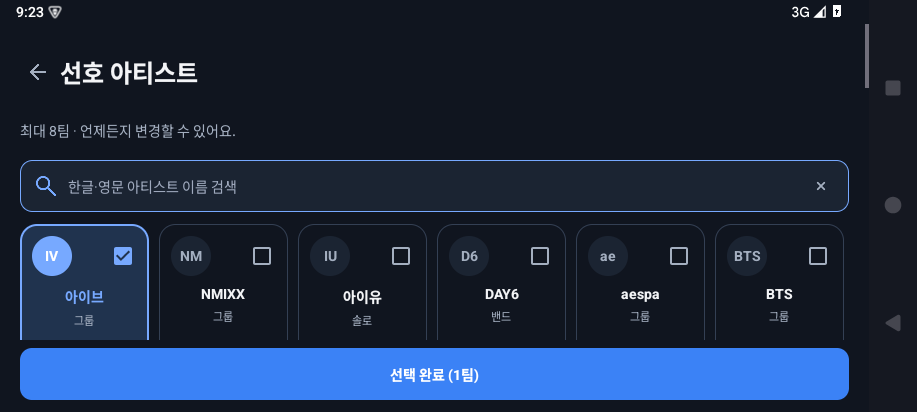 9:23
3G
선호 아티스트
최대 8팀 · 언제든지 변경할 수 있어요.
한글·영문 아티스트 이름 검색
IV NM IU D6 ae BTS
아이브 NMIXX 아이유 DAY6 aespa BTS
그룹 그룹 솔로 밴드 그룹 그룹
선택 완료 (1팀)